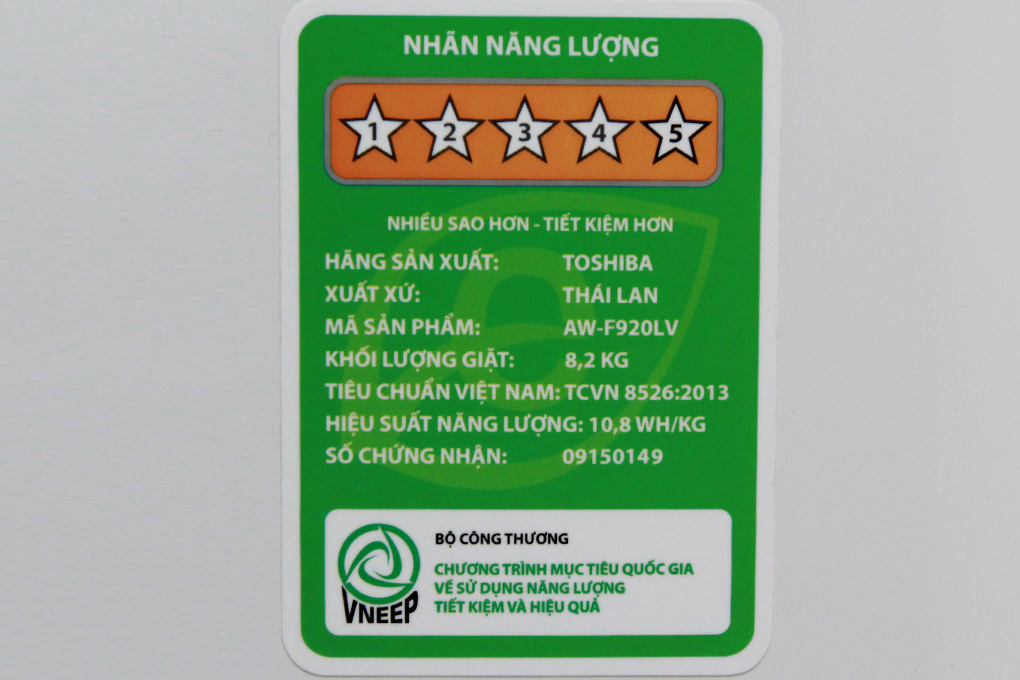 NHÃN NĂNG LƯỢNG
1 2 3 4 5
NHIỀU SAO HƠN - TIẾT KIỆM HƠN
HÃNG SẢN XUẤT: TOSHIBA
XUẤT XỨ: THÁI LAN
MÃ SẢN PHẨM: AW-F920LV
KHỐI LƯỢNG GIẶT: 8,2 KG
TIÊU CHUẨN VIỆT NAM: TCVN 8526:2013
HIỆU SUẤT NĂNG LƯỢNG: 10,8 WH/KG
SỐ CHỨNG NHẬN: 09150149
BỘ CÔNG THƯƠNG
CHƯƠNG TRÌNH MỤC TIÊU QUỐC GIA
VỀ SỬ DỤNG NĂNG LƯỢNG
TIẾT KIỆM VÀ HIỆU QUẢ
VNEEP